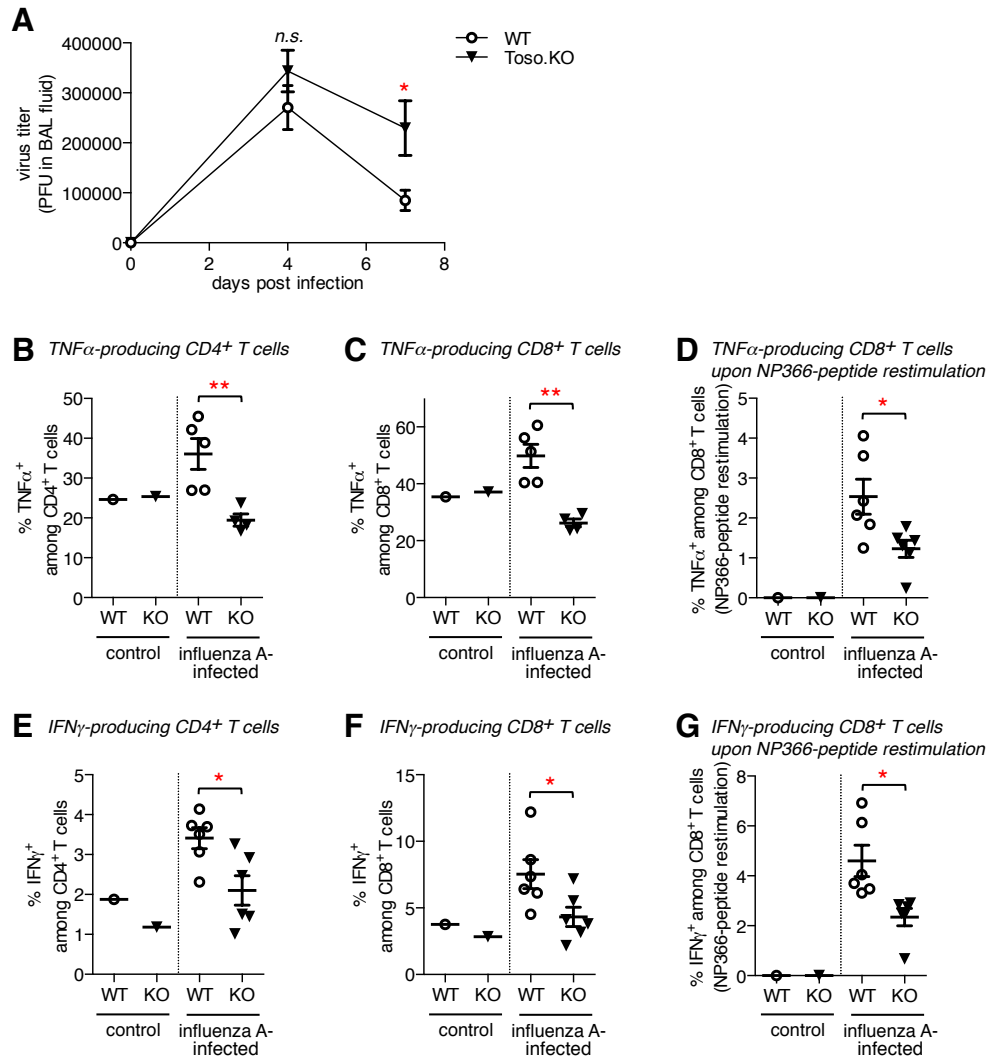 A
n.s.
WT
Toso.KO
*
400000
300000
200000
100000
0
virus titer
(PFU in BAL fluid)
0 2 4 6 8
days post infection
B TNFα-producing CD4+ T cells
**
50
40
30
20
10
0
% TNFα+
among CD4+ T cells
WT KO WT KO
control influenza A-
infected
C TNFα-producing CD8+ T cells
**
60
40
20
0
% TNFα+
among CD8+ T cells
WT KO WT KO
control influenza A-
infected
D TNFα-producing CD8+ T cells
upon NP366-peptide restimulation
*
5
4
3
2
1
0
% TNFα+ among CD8+ T cells
(NP366-peptide restimulation)
WT KO WT KO
control influenza A-
infected
E IFNγ-producing CD4+ T cells
*
5
4
3
2
1
0
% IFNγ+
among CD4+ T cells
WT KO WT KO
control influenza A-
infected
F IFNγ-producing CD8+ T cells
*
15
10
5
0
% IFNγ+
among CD8+ T cells
WT KO WT KO
control influenza A-
infected
G IFNγ-producing CD8+ T cells
upon NP366-peptide restimulation
*
8
6
4
2
0
% IFNγ+ among CD8+ T cells
(NP366-peptide restimulation)
WT KO WT KO
control influenza A-
infected